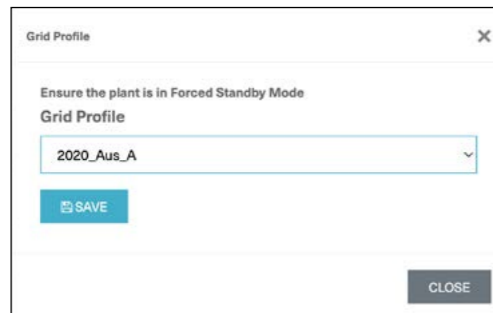 Grid Profile
Ensure the plant is in Forced Standby Mode
Grid Profile
2020_Aus_A
SAVE
CLOSE